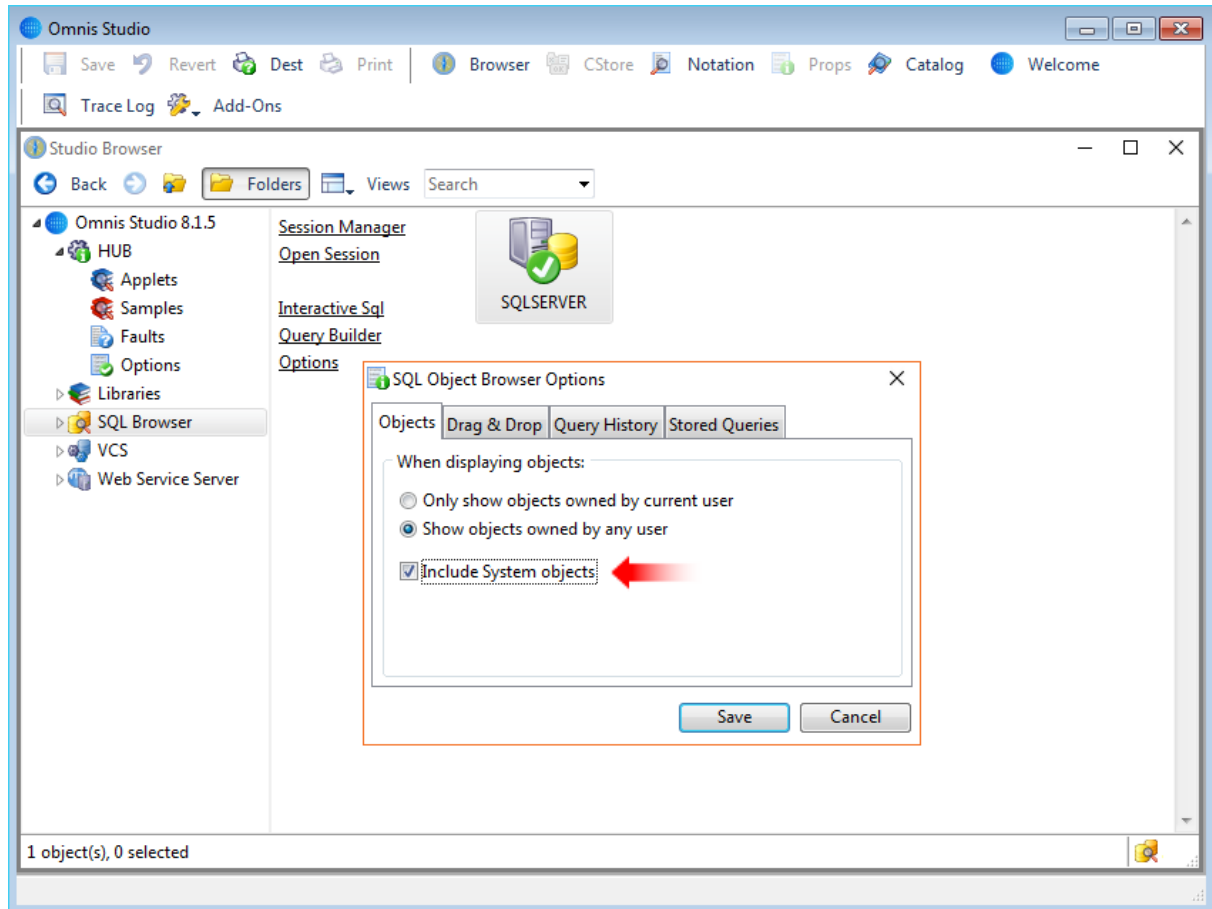 Omnis Studio
Save Revert Dest Print Browser CStore Notation Props Catalog Welcome
Trace Log Add-Ons
Studio Browser
Back Folders Views Search
Omnis Studio 8.1.5
HUB
Applets
Samples
Faults
Options
Libraries
SQL Browser
VCS
Web Service Server
Session Manager
Open Session
Interactive Sql
Query Builder
Options
SQLSERVER
SQL Object Browser Options
Objects Drag & Drop Query History Stored Queries
When displaying objects:
Only show objects owned by current user
Show objects owned by any user
Include System objects
Save Cancel
1 object(s), 0 selected